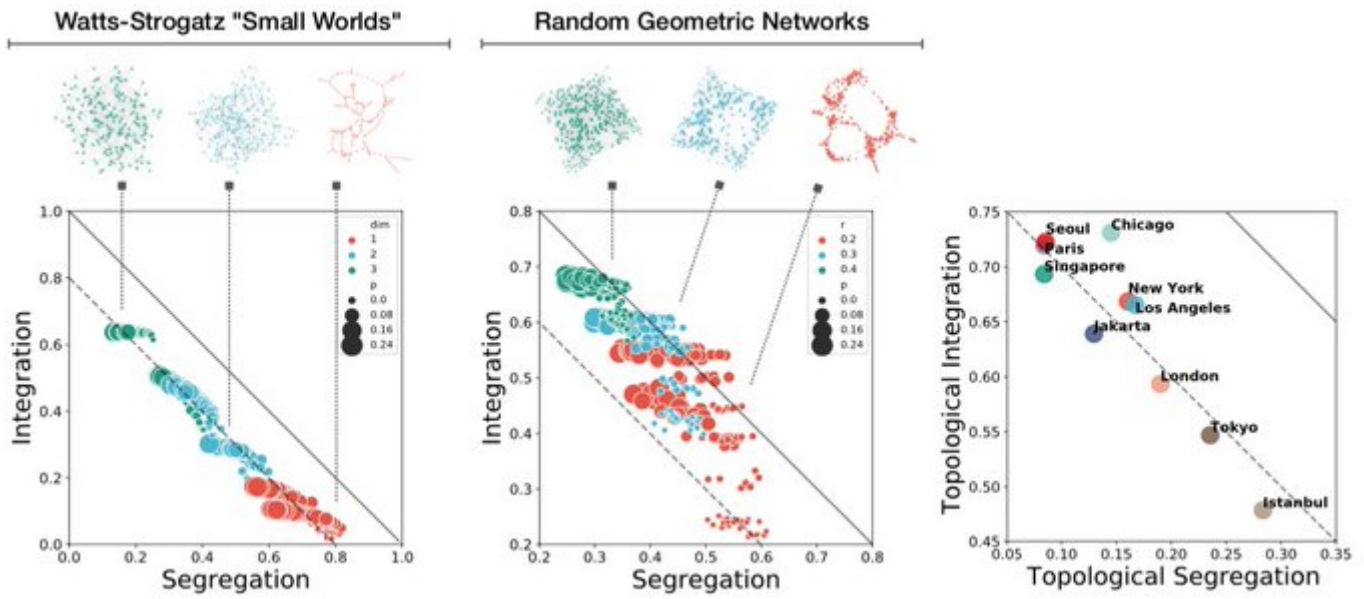 Watts-Strogatz "Small Worlds"
Random Geometric Networks
1.0
0.8
0.6
0.4
0.2
0.0
Integration
dim
1
2
3
p
0.0
0.08
0.16
0.24
0.0
0.2
0.4
0.6
0.8
1.0
Segregation
0.8
0.7
0.6
0.5
0.4
0.3
0.2
Integration
r
0.2
0.3
0.4
p
0.0
0.08
0.16
0.24
0.2
0.3
0.4
0.5
0.6
0.7
0.8
Segregation
0.75
0.70
0.65
0.60
0.55
0.50
0.45
Topological Integration
Seoul
Chicago
Paris
Singapore
New York
Los Angeles
Jakarta
London
Tokyo
Istanbul
0.05
0.10
0.15
0.20
0.25
0.30
0.35
Topological Segregation